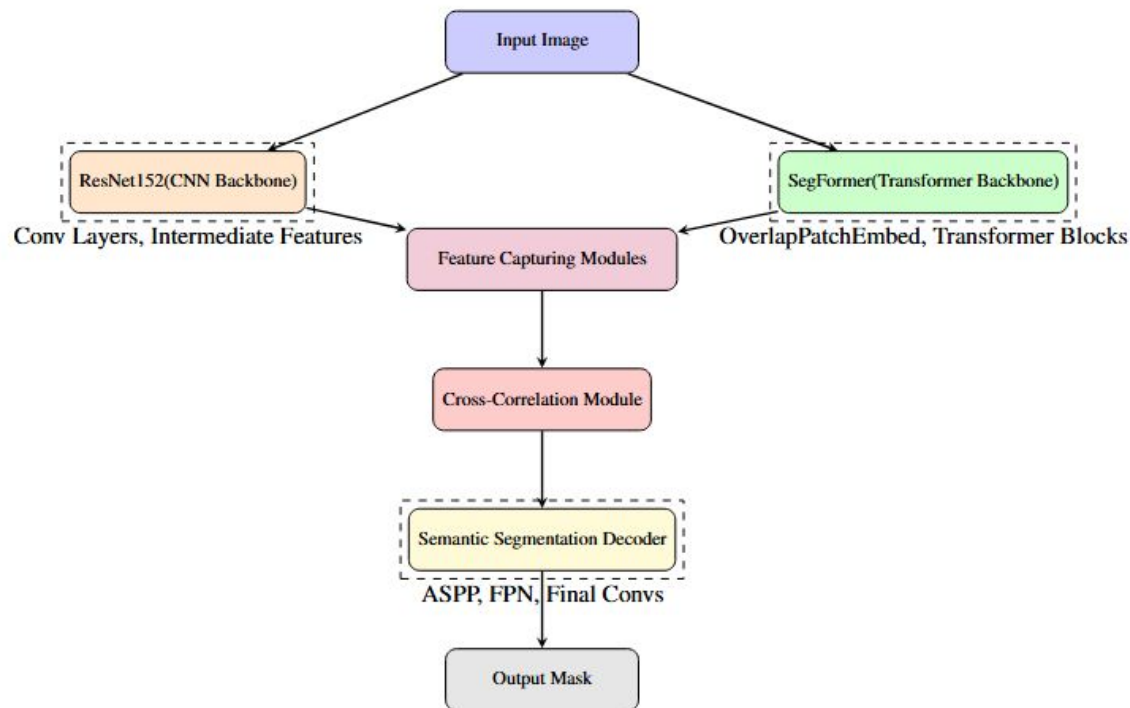 Input Image
ResNet152(CNN Backbone)
SegFormer(Transformer Backbone)
Conv Layers, Intermediate Features
OverlapPatchEmbed, Transformer Blocks
Feature Capturing Modules
Cross-Correlation Module
Semantic Segmentation Decoder
ASPP, FPN, Final Convs
Output Mask